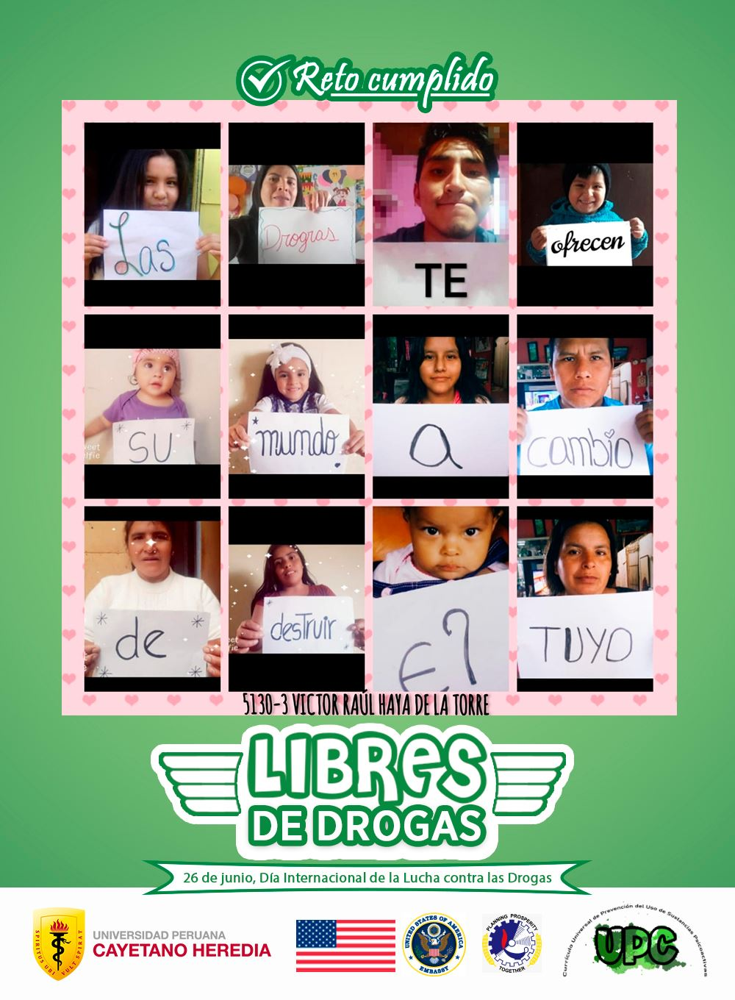 Reto cumplido
Las
Drogras
TE
ofrecen
SU
mundo
a
cambio
de
desTruir
El
TUYO
5130-3 VICTOR RAÚL HAYA DE LA TORRE
LIBReS
DE DROGAS
26 de junio, Día Internacional de la Lucha contra las Drogas
SPIRITUS UBI VULT SPIRAT
UNIVERSIDAD PERUANA
CAYETANO HEREDIA
UNITED STATES OF AMERICA
EMBASSY
PLANNING PROSPERITY
TOGETHER
Currículo Universal de Prevención del Uso de Sustancias Psicoactivas
UPC